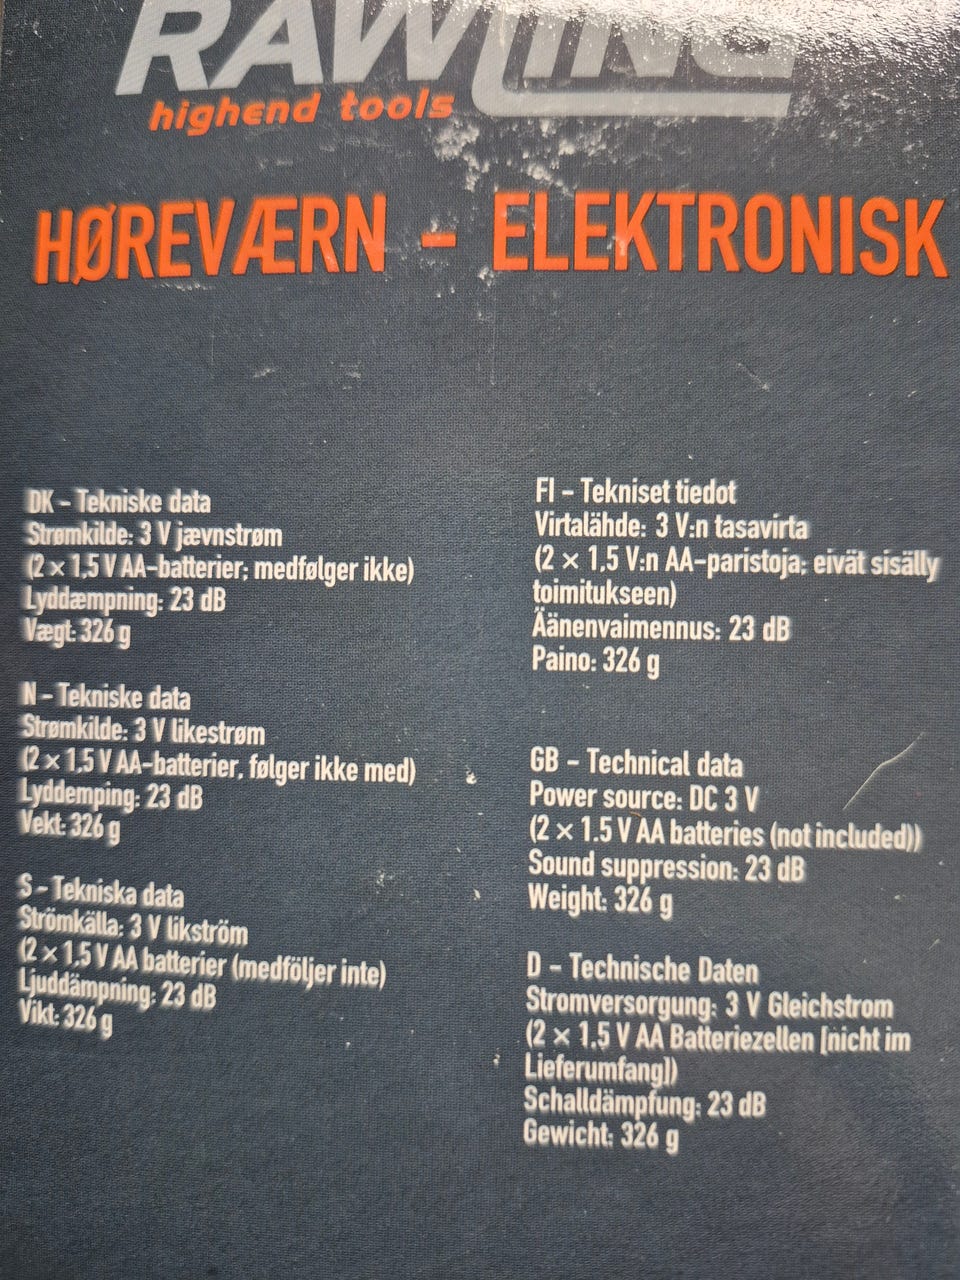 RAWLING
highend tools
HØREVÆRN - ELEKTRONISK
DK - Tekniske data
Strømkilde: 3 V jævnstrøm
(2 × 1,5 V AA-batterier; medfølger ikke)
Lyddæmpning: 23 dB
Vægt: 326 g
N - Tekniske data
Strømkilde: 3 V likestrøm
(2 × 1,5 V AA-batterier, følger ikke med)
Lyddemping: 23 dB
Vekt: 326 g
S - Tekniska data
Strömkälla: 3 V likström
(2 × 1,5 V AA batterier (medföljer inte)
Ljuddämpning: 23 dB
Vikt: 326 g
FI - Tekniset tiedot
Virtalähde: 3 V:n tasavirta
(2 × 1,5 V:n AA-paristoja; eivät sisälly
toimitukseen)
Äänenvaimennus: 23 dB
Paino: 326 g
GB - Technical data
Power source: DC 3 V
(2 × 1.5 V AA batteries (not included))
Sound suppression: 23 dB
Weight: 326 g
D - Technische Daten
Stromversorgung: 3 V Gleichstrom
(2 × 1.5 V AA Batteriezellen [nicht im
Lieferumfang])
Schalldämpfung: 23 dB
Gewicht: 326 g